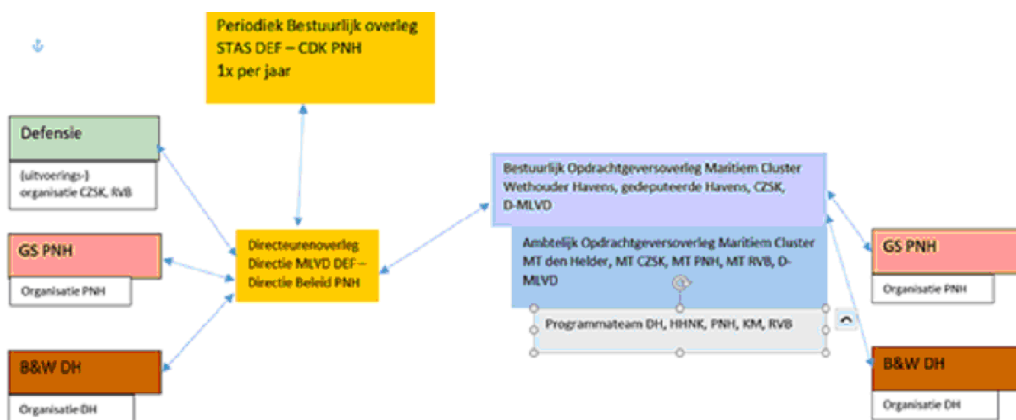 Periodiek Bestuurlijk overleg
STAS DEF – CDK PNH
1x per jaar
Defensie
(uitvoerings-)
organisatie CZSK, RVB
GS PNH
Organisatie PNH
B&W DH
Organisatie DH
Directeurenoverleg
Directie MLVD DEF –
Directie Beleid PNH
Bestuurlijk Opdrachtgeversoverleg Maritiem Cluster
Wethouder Havens, gedeputeerde Havens, CZSK,
D-MLVD
Ambtelijk Opdrachtgeversoverleg Maritiem Cluster
MT den Helder, MT CZSK, MT PNH, MT RVB, D-
MLVD
Programmateam DH, HHNK, PNH, KM, RVB
GS PNH
Organisatie PNH
B&W DH
Organisatie DH